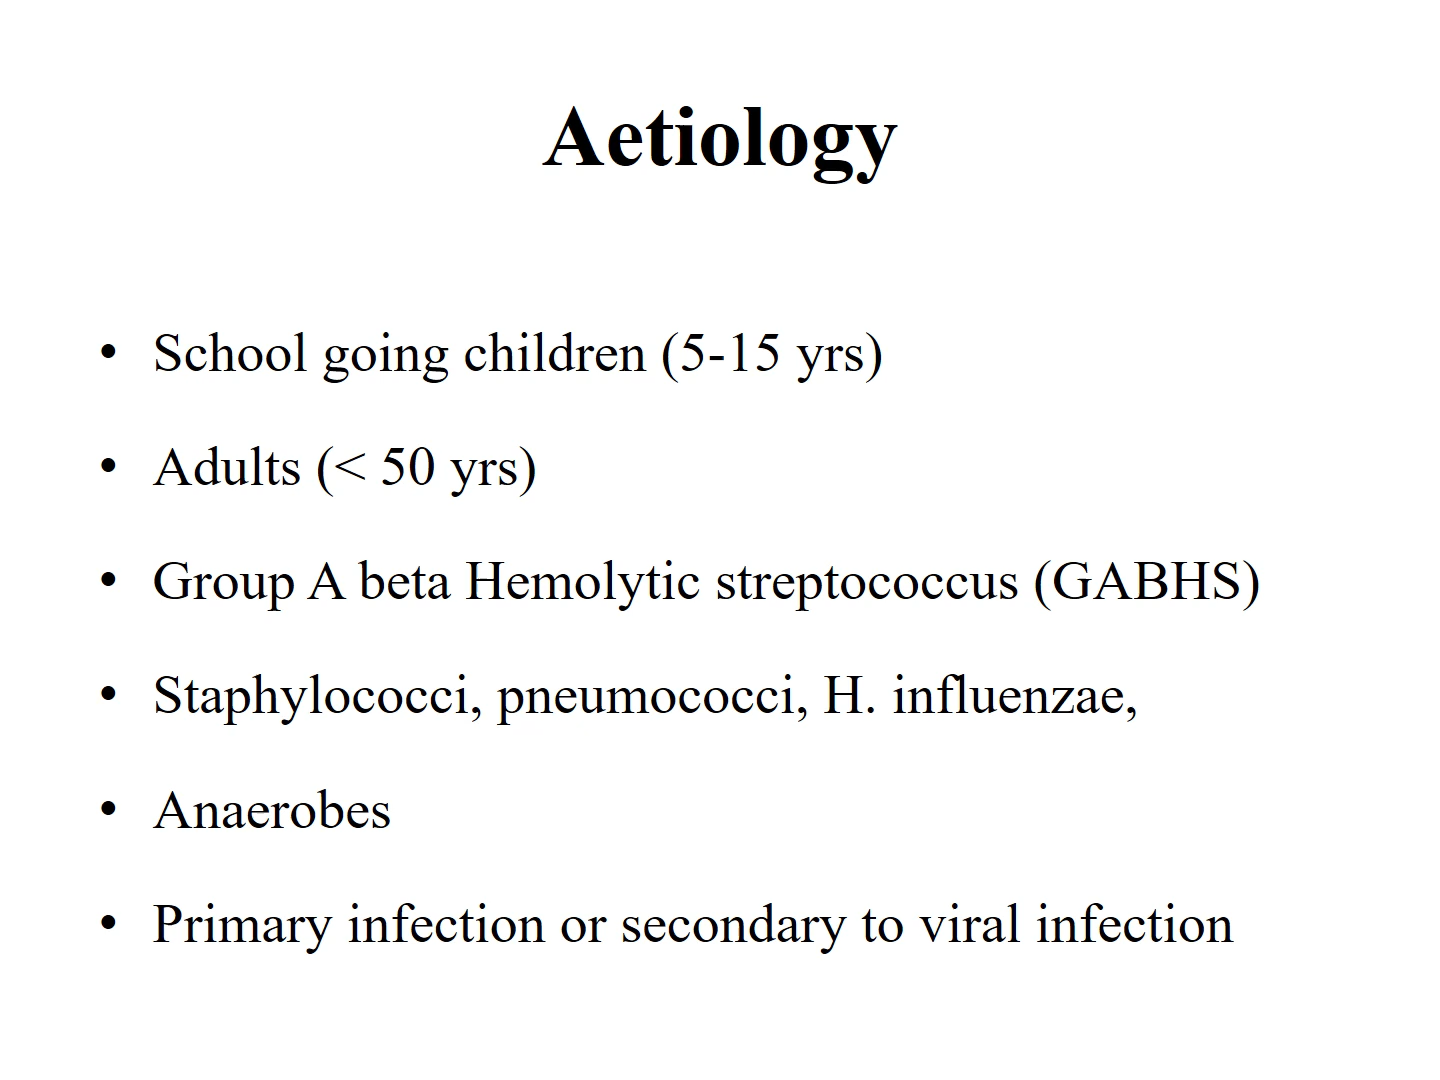 Aetiology
• School going children (5-15 yrs)
• Adults (< 50 yrs)
• Group A beta Hemolytic streptococcus (GABHS)
• Staphylococci, pneumococci, H. influenzae,
• Anaerobes
• Primary infection or secondary to viral infection